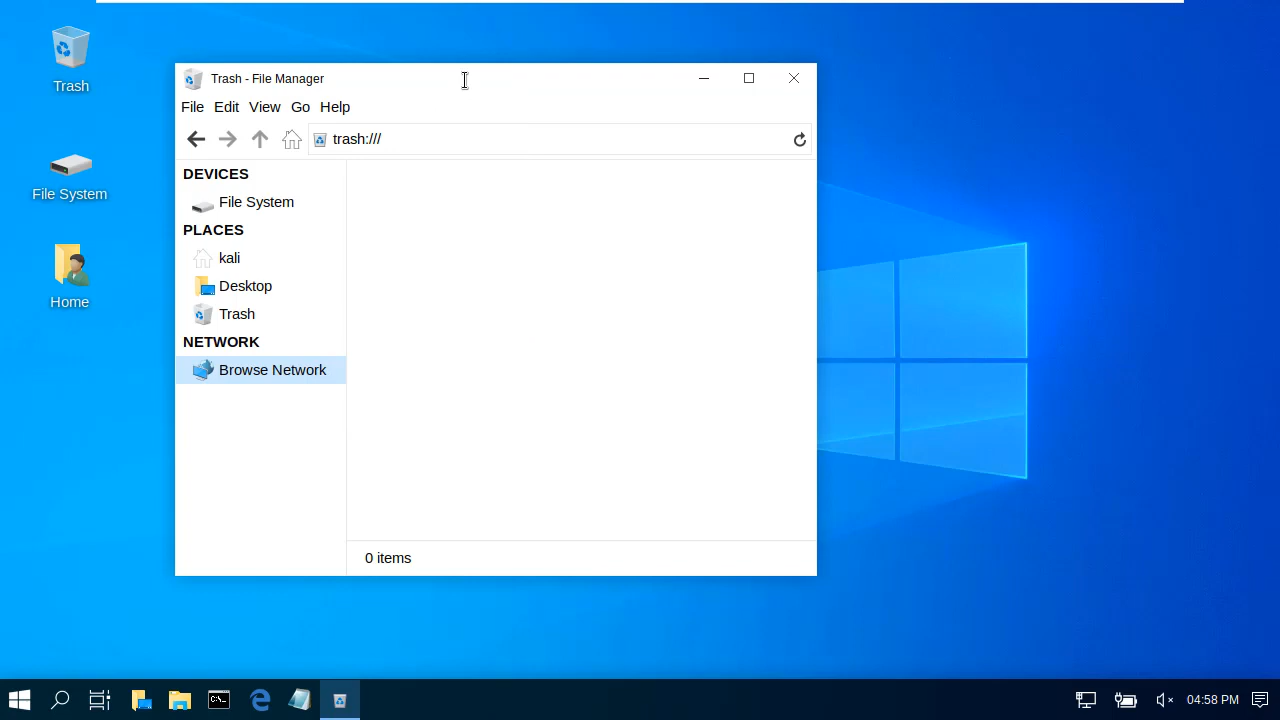 Trash
File System
Home
Trash - File Manager
File Edit View Go Help
trash:///
DEVICES
File System
PLACES
kali
Desktop
Trash
NETWORK
Browse Network
0 items
04:58 PM